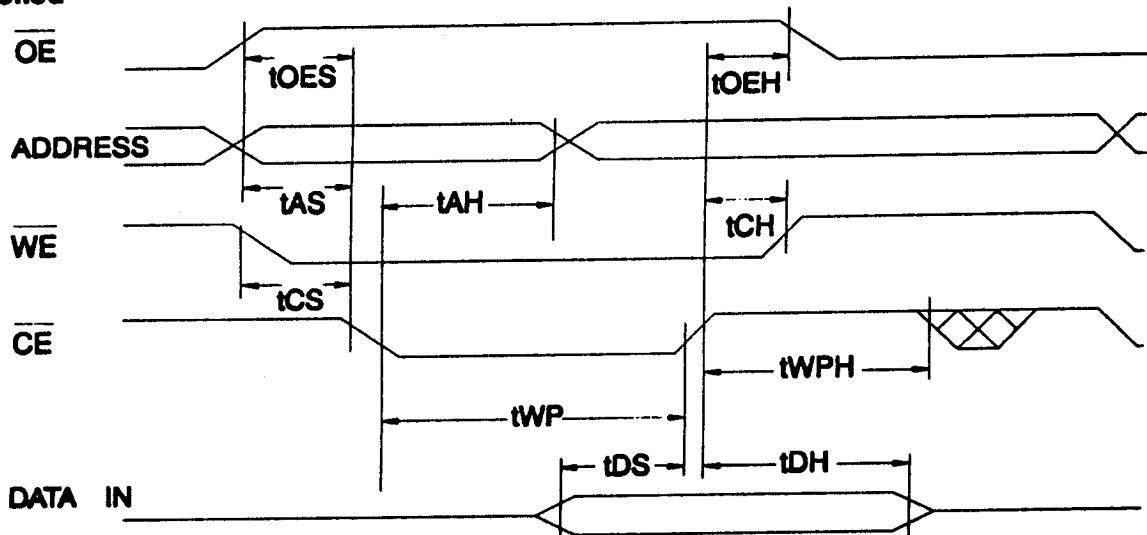 OE
tOES
tOEH
ADDRESS
tAS
tAH
tCH
WE
tCS
CE
tWPH
tWP
tDS
tDH
DATA IN